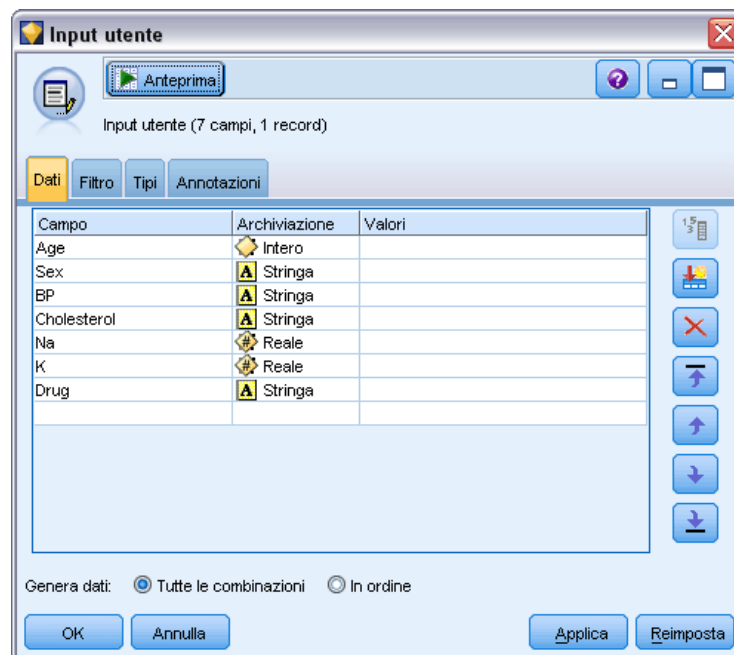 Input utente
Anteprima
Input utente (7 campi, 1 record)
Dati Filtro Tipi Annotazioni
Campo Archiviazione Valori
Age Intero
Sex A Stringa
BP A Stringa
Cholesterol A Stringa
Na # Reale
K # Reale
Drug A Stringa
Genera dati: Tutte le combinazioni In ordine
OK Annulla Applica Reimposta